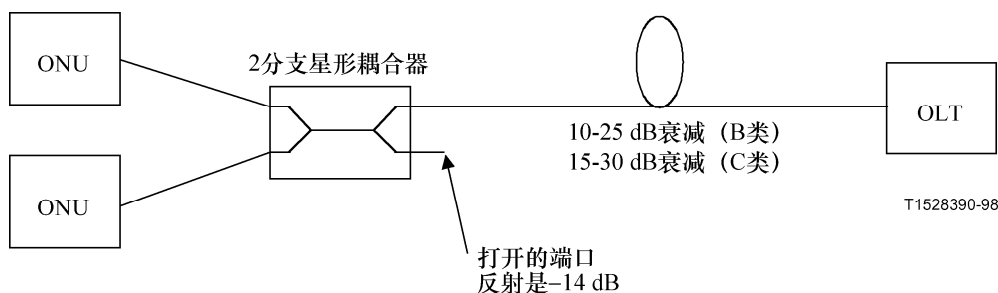 ONU
2分支星形耦合器
10-25 dB衰减（B类）
15-30 dB衰减（C类）
OLT
ONU
T1528390-98
打开的端口
反射是–14 dB